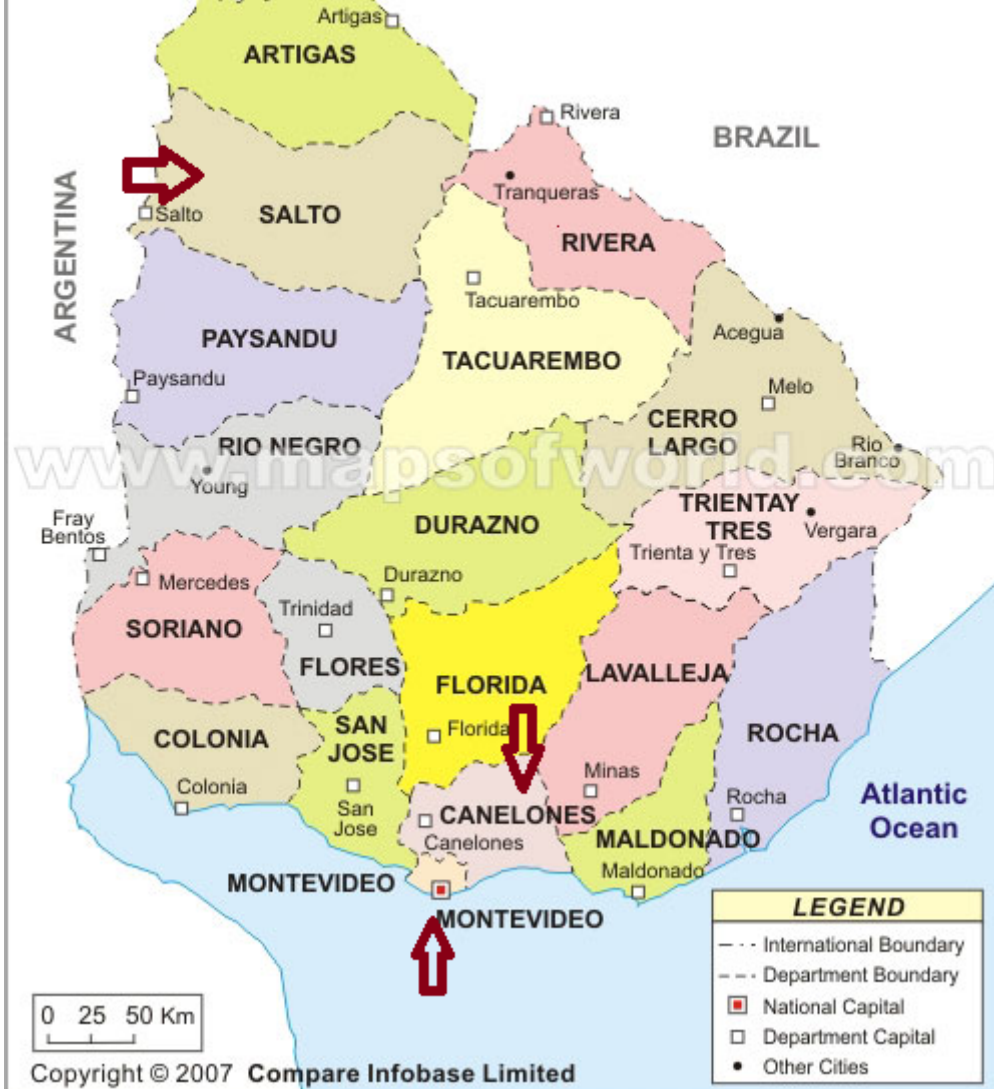 Artigas
ARTIGAS
Rivera
BRAZIL
ARGENTINA
Tranqueras
Salto
SALTO
RIVERA
Tacuarembo
Acegua
PAYSANDU
TACUAREMBO
Paysandu
Melo
CERRO
LARGO
RIO NEGRO
Rio
Branco
www.mapsofworld.com
Young
TRIENTAY
TRES
Vergara
Fray
Bentos
DURAZNO
Trienta y Tres
Mercedes
Durazno
Trinidad
SORIANO
FLORES
LAVALLEJA
FLORIDA
SAN
JOSE
Florida
ROCHA
COLONIA
Minas
Colonia
San
Jose
CANELONES
Canelones
Rocha
Atlantic
Ocean
MALDONADO
Maldonado
MONTEVIDEO
MONTEVIDEO
LEGEND
International Boundary
Department Boundary
National Capital
Department Capital
Other Cities
0 25 50 Km
Copyright © 2007 Compare Infobase Limited